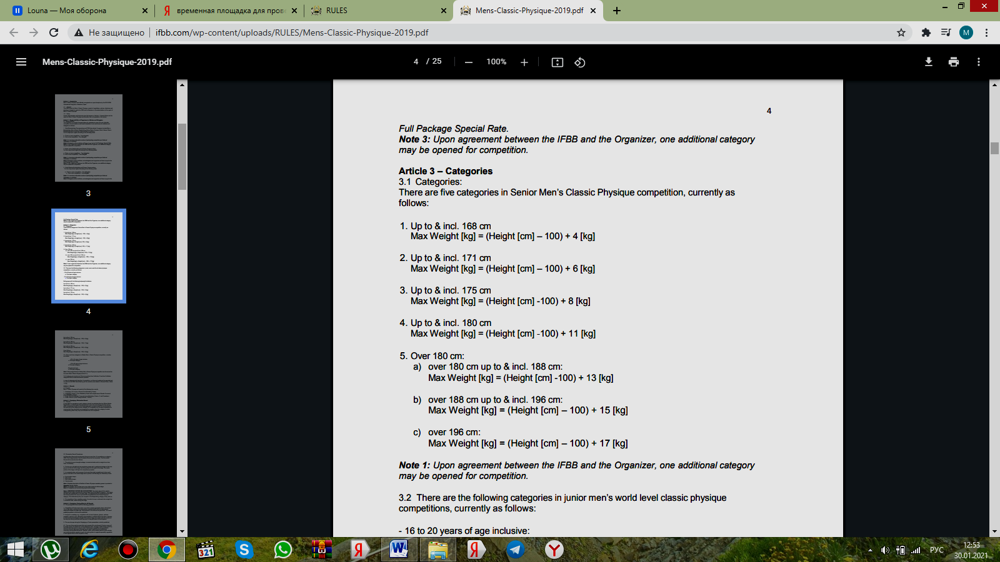 Louna — Моя оборона
временная площадка для пров
RULES
Mens-Classic-Physique-2019.pdf
Не защищено
ifbb.com/wp-content/uploads/RULES/Mens-Classic-Physique-2019.pdf
M
Mens-Classic-Physique-2019.pdf
4 / 25
100%
3
4
5
4
Full Package Special Rate.
Note 3: Upon agreement between the IFBB and the Organizer, one additional category
may be opened for competition.
Article 3 – Categories
3.1 Categories:
There are five categories in Senior Men's Classic Physique competition, currently as
follows:
1. Up to & incl. 168 cm
Max Weight [kg] = (Height [cm] – 100) + 4 [kg]
2. Up to & incl. 171 cm
Max Weight [kg] = (Height [cm] – 100) + 6 [kg]
3. Up to & incl. 175 cm
Max Weight [kg] = (Height [cm] -100) + 8 [kg]
4. Up to & incl. 180 cm
Max Weight [kg] = (Height [cm] -100) + 11 [kg]
5. Over 180 cm:
a) over 180 cm up to & incl. 188 cm:
Max Weight [kg] = (Height [cm] -100) + 13 [kg]
b) over 188 cm up to & incl. 196 cm:
Max Weight [kg] = (Height [cm] – 100) + 15 [kg]
c) over 196 cm:
Max Weight [kg] = (Height [cm] – 100) + 17 [kg]
Note 1: Upon agreement between the IFBB and the Organizer, one additional category
may be opened for competition.
3.2 There are the following categories in junior men's world level classic physique
competitions, currently as follows:
- 16 to 20 years of age inclusive:
321
РУС
12:53
30.01.2021